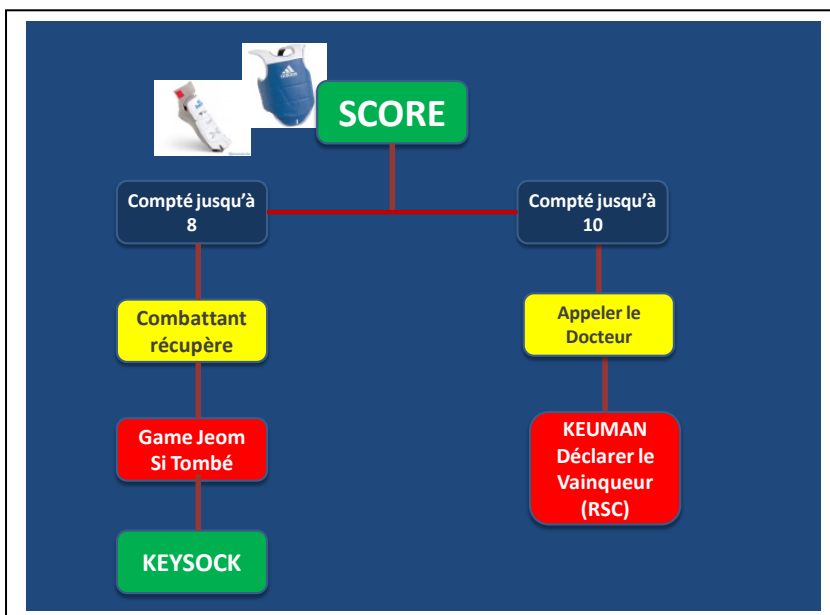 SCORE
Compté jusqu'à
8
Compté jusqu'à
10
Combattant
récupère
Appeler le
Docteur
Game Jeom
Si Tombé
KEUMAN
Déclarer le
Vainqueur
(RSC)
KEYSOCK